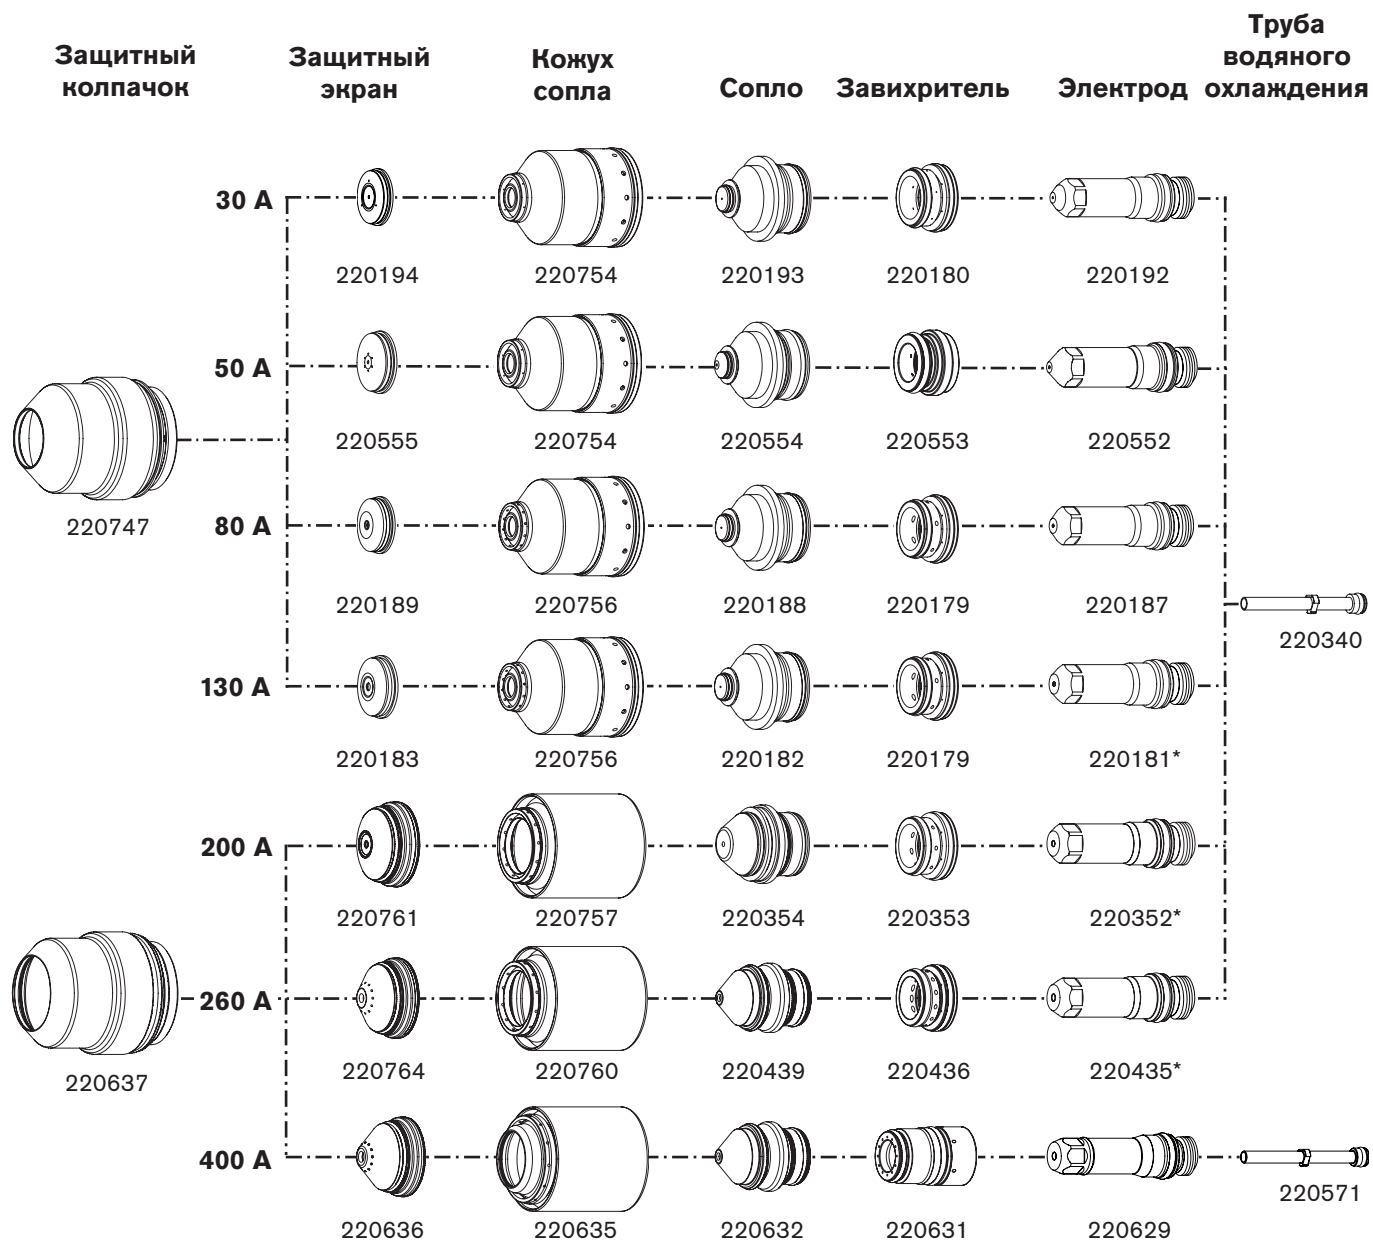 Защитный
колпачок
Защитный
экран
Кожух
сопла
Сопло
Завихритель
Электрод
Труба
водяного
охлаждения
30 A
220194
220754
220193
220180
220192
50 A
220555
220754
220554
220553
220552
220747
80 A
220189
220756
220188
220179
220187
220340
130 A
220183
220756
220182
220179
220181*
200 A
220761
220757
220354
220353
220352*
260 A
220764
220760
220439
220436
220435*
220637
400 A
220636
220635
220632
220631
220629
220571